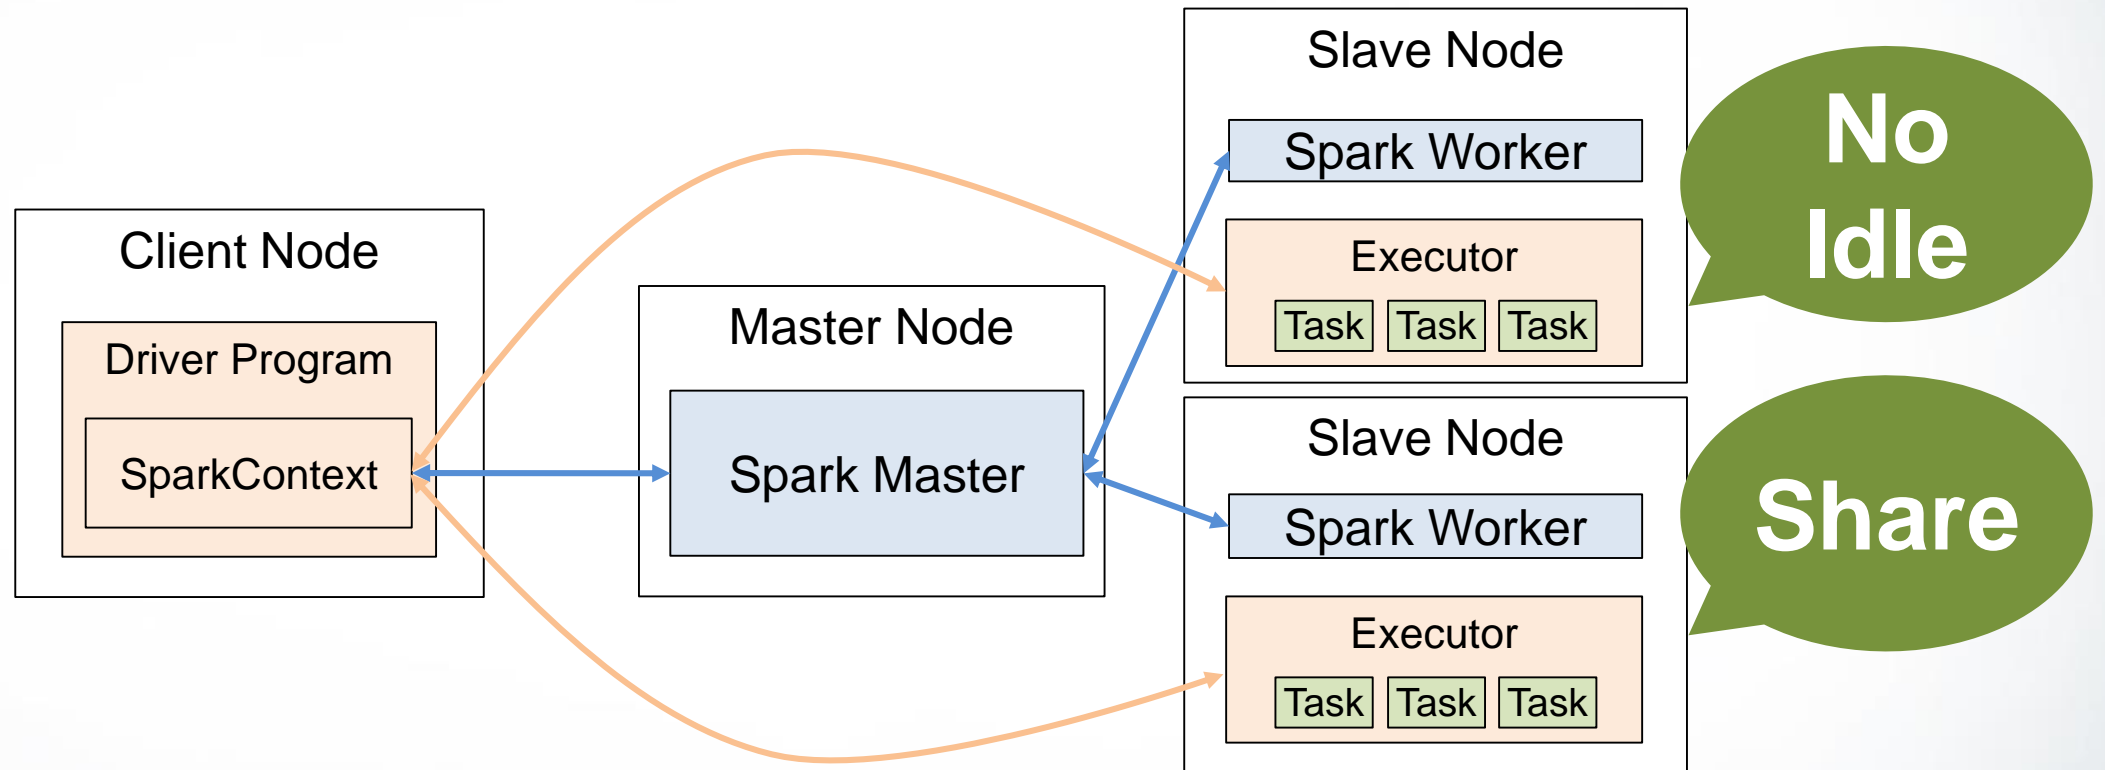 Client Node
Driver Program
SparkContext
Master Node
Spark Master
Slave Node
Spark Worker
Executor
Task Task Task
No
Idle
Slave Node
Spark Worker
Executor
Task Task Task
Share